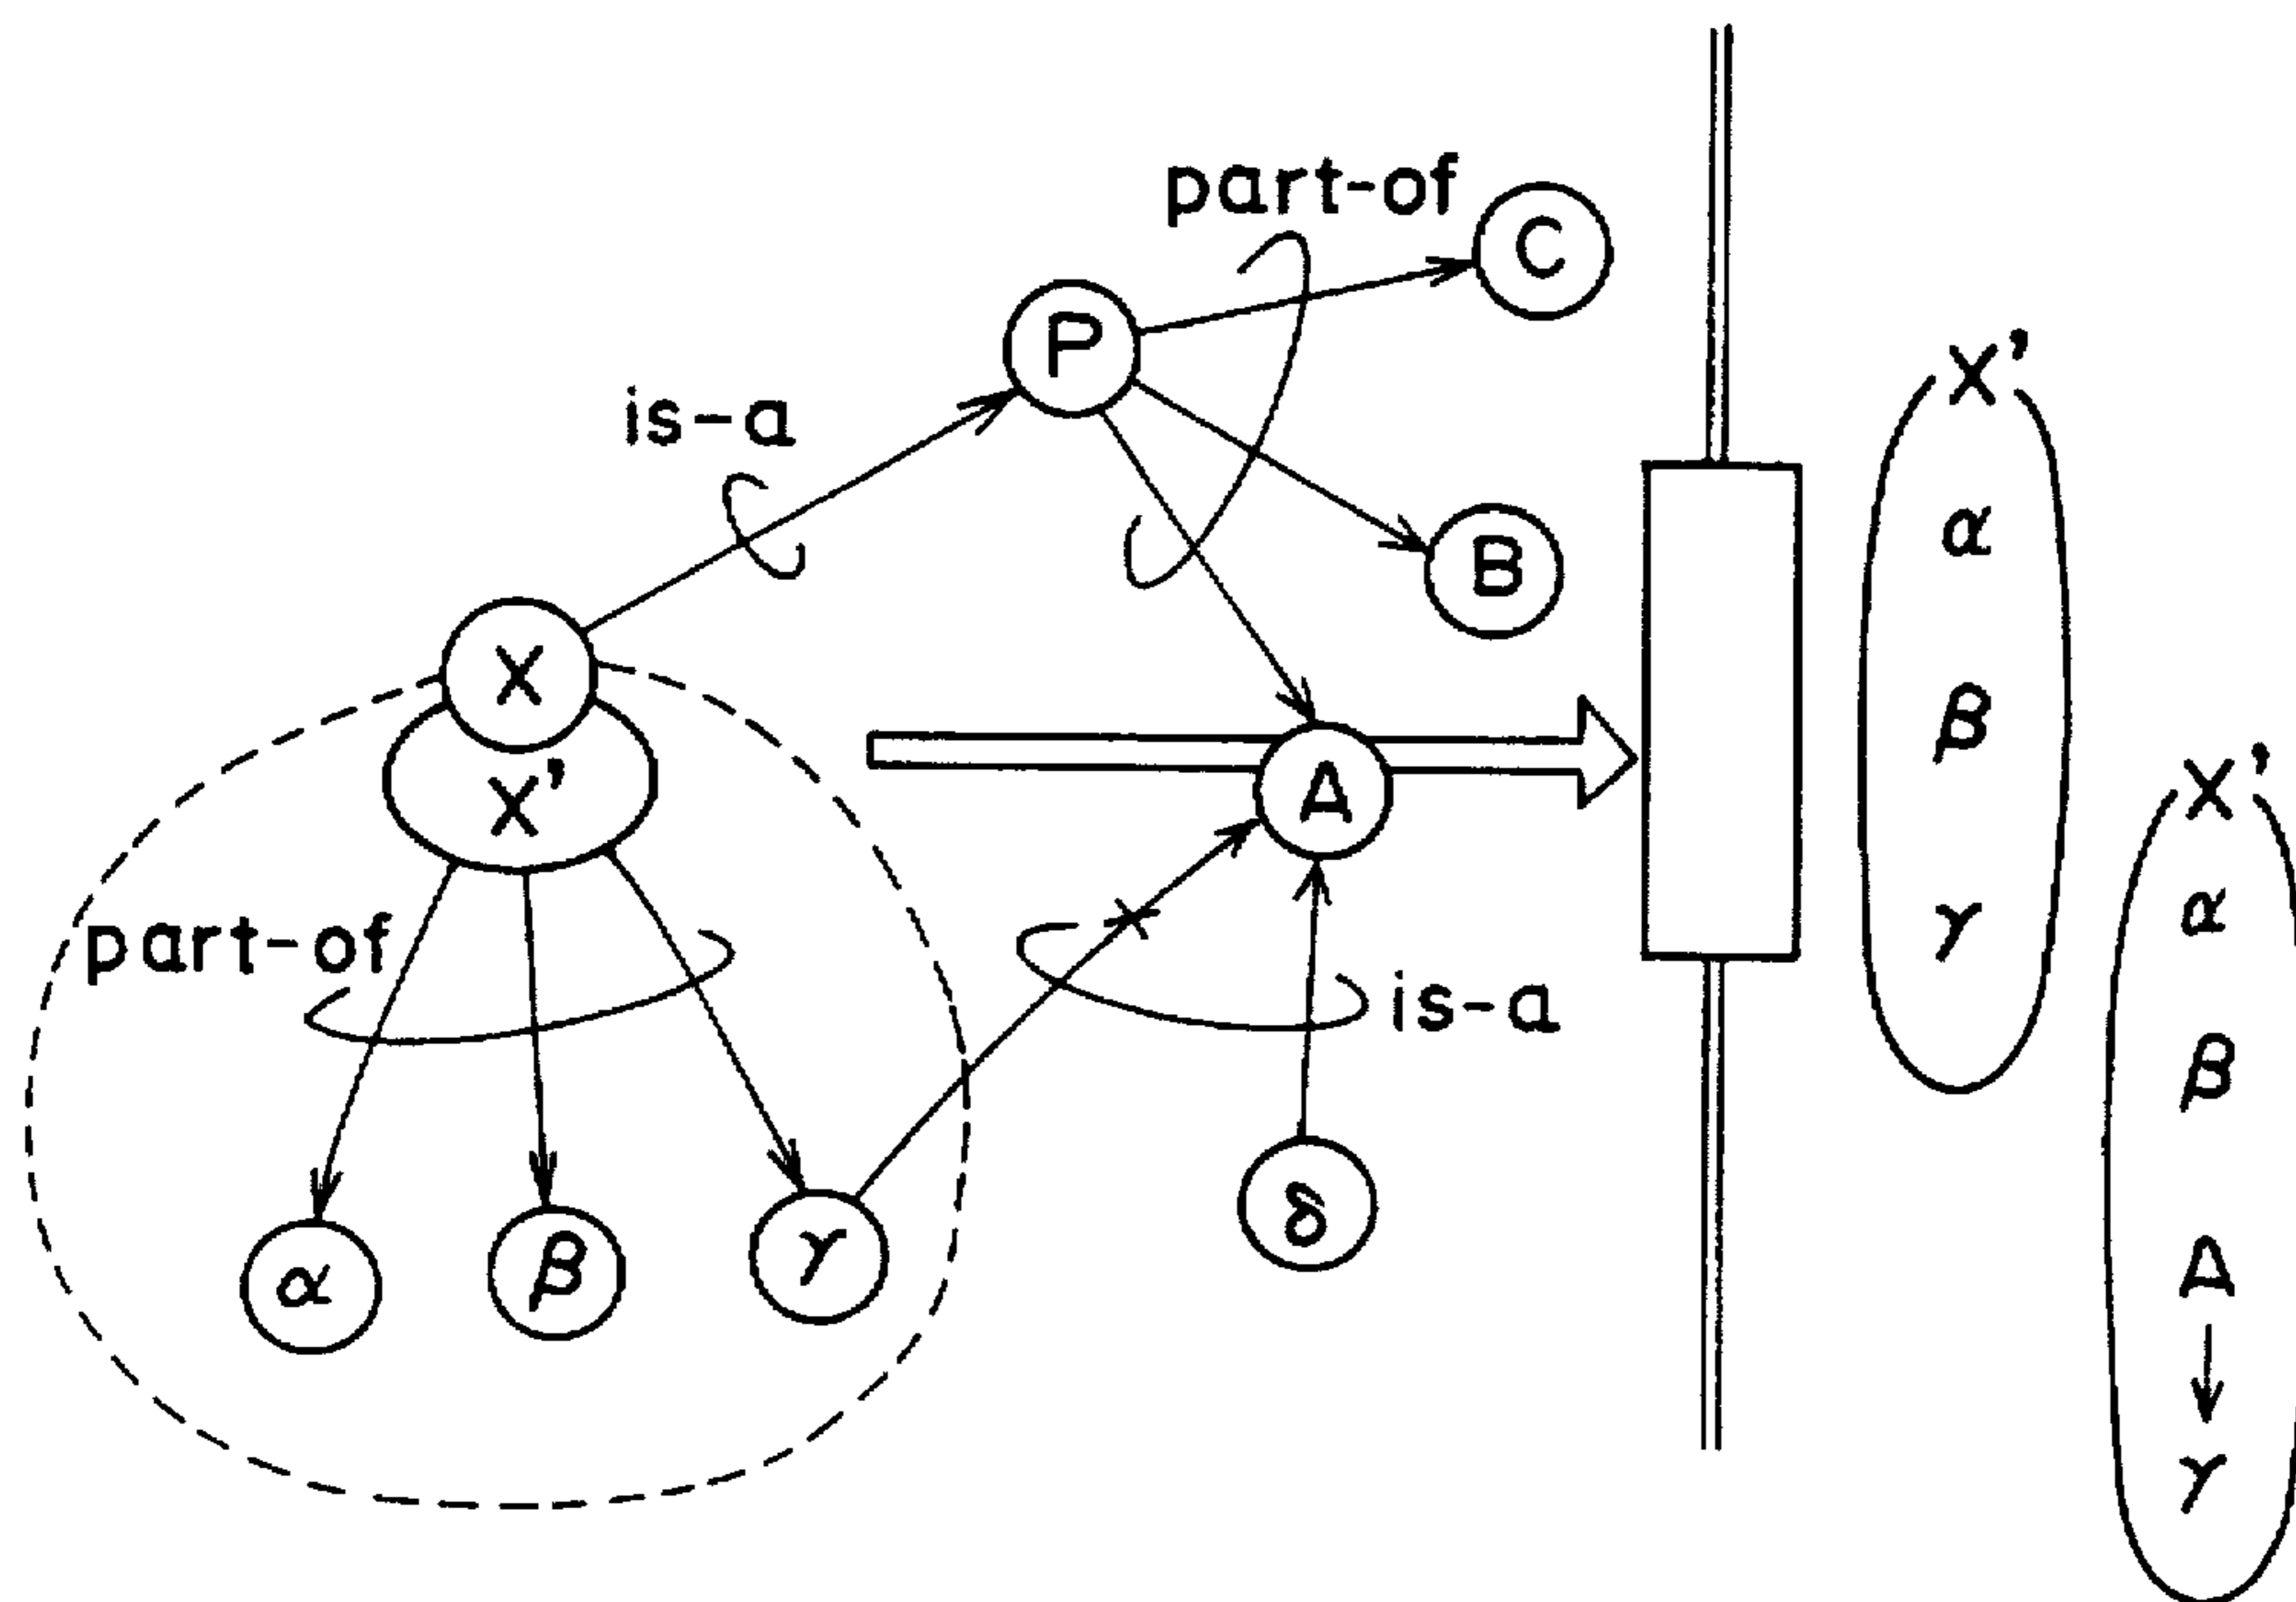 part-of
C
P
is-a
B
X
X'
A
part-of
is-a
α
β
γ
δ
X'
α
β
γ
X'
α
β
A
γ